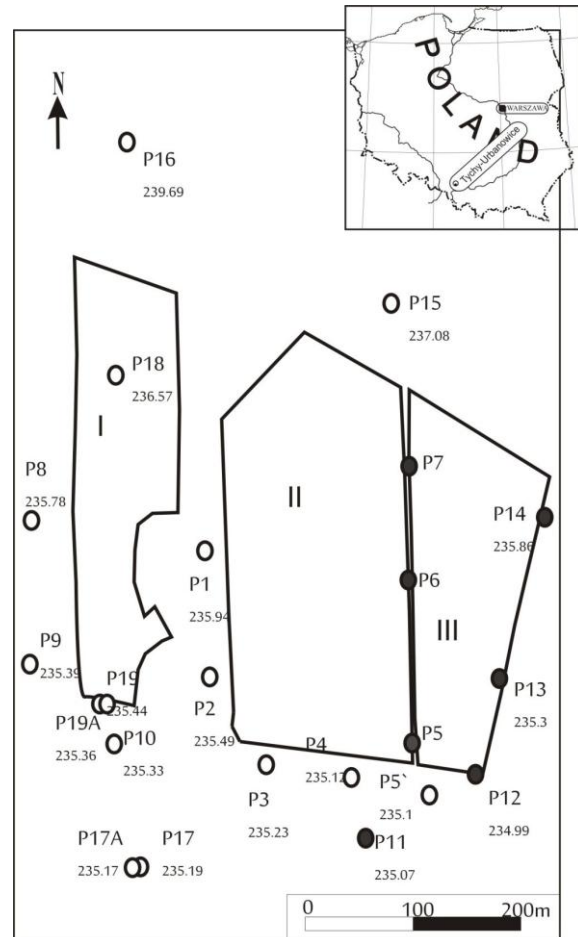 POLAND
WARSZAWA
Tychy-Urbanowice
N
P16
239.69
P15
237.08
P18
236.57
I
P7
P8
235.78
II
P14
235.86
P1
235.94
P6
III
P9
235.39
P19
235.44
P19A
235.36
P10
235.33
P2
235.49
P13
235.3
P4
235.12
P5
P5`
235.1
P3
235.23
P12
234.99
P17A
235.17
P17
235.19
P11
235.07
0 100 200m